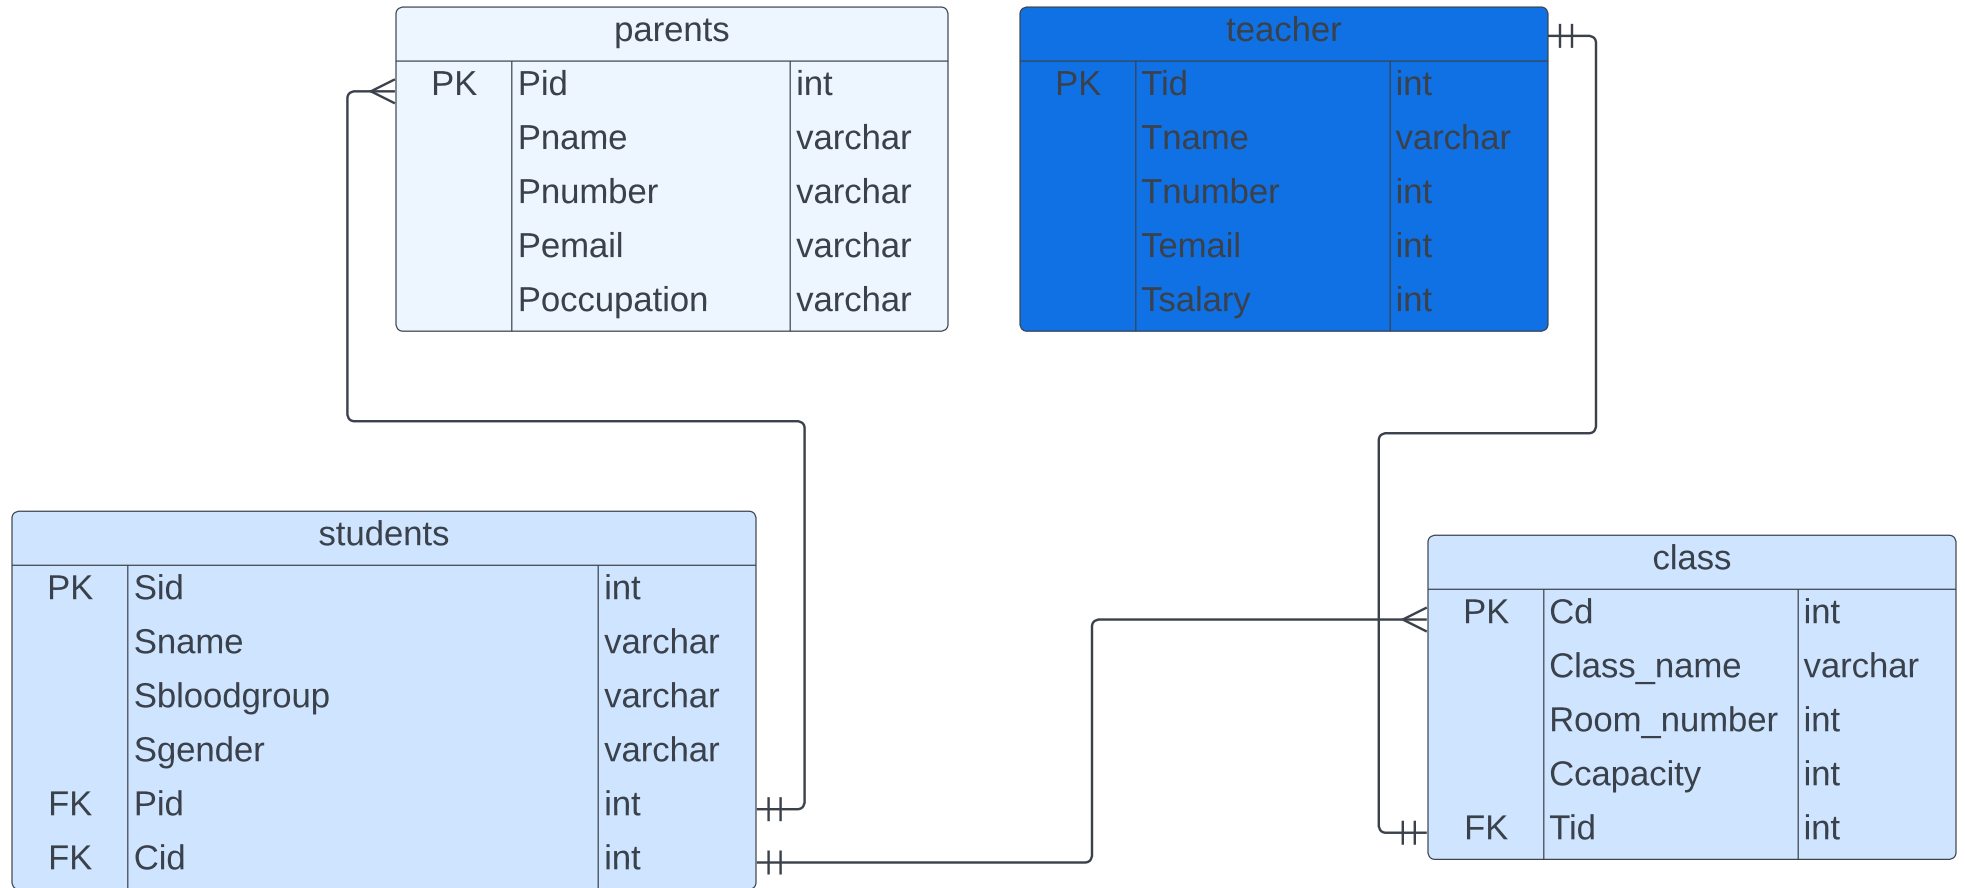 parents
PK Pid int
Pname varchar
Pnumber varchar
Pemail varchar
Poccupation varchar
teacher
PK Tid int
Tname varchar
Tnumber int
Temail int
Tsalary int
students
PK Sid int
Sname varchar
Sbloodgroup varchar
Sgender varchar
FK Pid int
FK Cid int
class
PK Cd int
Class_name varchar
Room_number int
Ccapacity int
FK Tid int